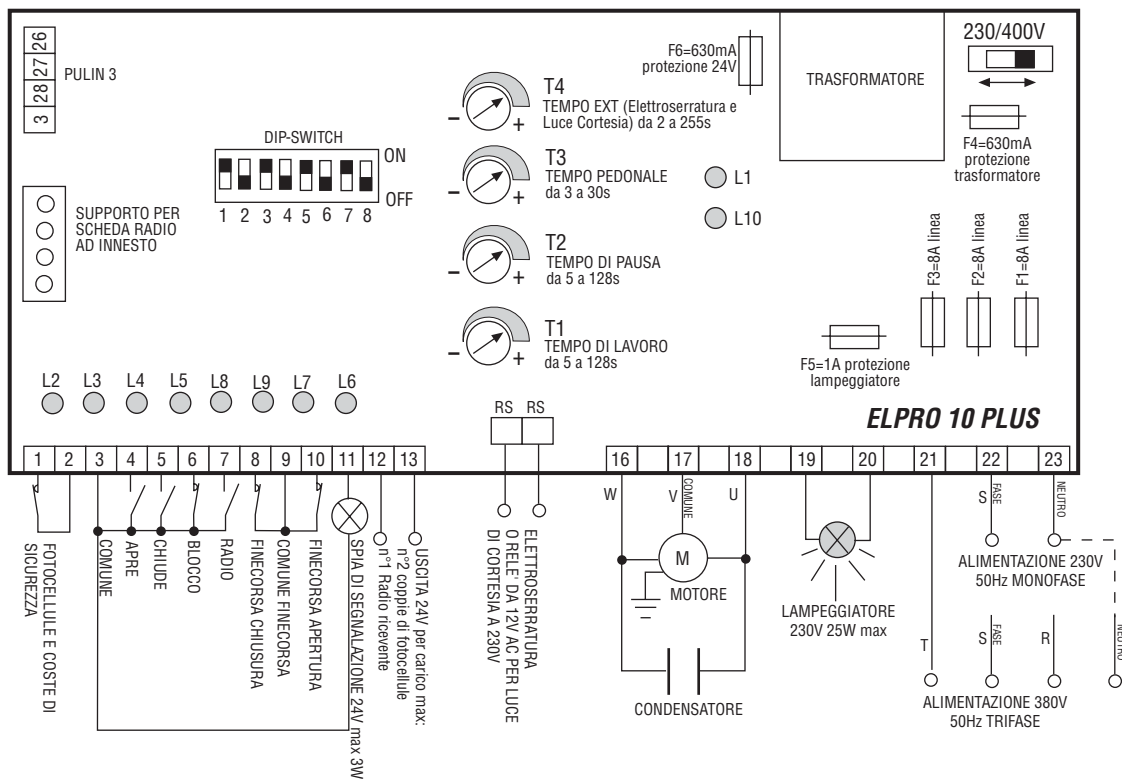 26
27
28
3
PULIN 3
SUPPORTO PER
SCHEDA RADIO
AD INNESTO
DIP-SWITCH
ON
OFF
1 2 3 4 5 6 7 8
T4
TEMPO EXT (Elettroserratura e
Luce Cortesia) da 2 a 255s
- +
T3
TEMPO PEDONALE
da 3 a 30s
- +
T2
TEMPO DI PAUSA
da 5 a 128s
- +
T1
TEMPO DI LAVORO
da 5 a 128s
- +
F6=630mA
protezione 24V
TRASFORMATORE
230/400V
F4=630mA
protezione
trasformatore
L1
L10
F3=8A linea
F2=8A linea
F1=8A linea
F5=1A protezione
lampeggiatore
ELPRO 10 PLUS
L2 L3 L4 L5 L8 L9 L7 L6
RS RS
1 2 3 4 5 6 7 8 9 10 11 12 13
16 17 18 19 20 21 22 23
FOTOCELLULE E COSTE DI
SICUREZZA
COMUNE
APRE
CHIUDE
BLOCCO
RADIO
FINECORSA CHIUSURA
COMUNE FINECORSA
FINECORSA APERTURA
SPIA DI SEGNALAZIONE 24V max 3W
USCITA 24V per carico max:
n°2 coppie di fotocellule
n°1 Radio ricevente
ELETTROSERRATURA
O RELE' DA 12V AC PER LUCE
DI CORTESIA A 230V
W
V
COMUNE
U
M
MOTORE
CONDENSATORE
LAMPEGGIATORE
230V 25W max
S
FASE
NEUTRO
ALIMENTAZIONE 230V
50Hz MONOFASE
T
S
FASE
R
NEUTRO
ALIMENTAZIONE 380V
50Hz TRIFASE